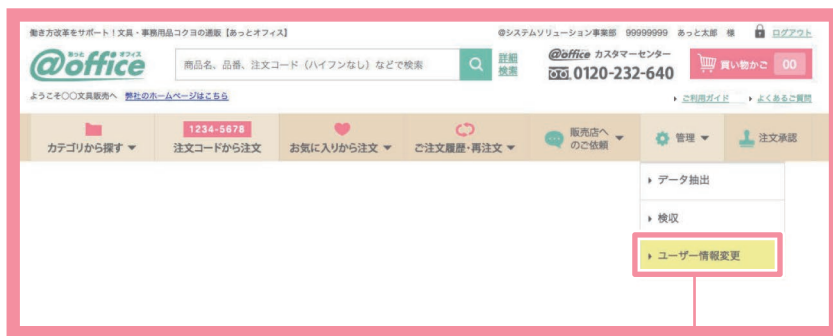 働き方改革をサポート！文具・事務用品コクヨの通販【あっとオフィス】
@システムソリューション事業部 99999999 あっと太郎 様 ログアウト
あっと オフィス
@office
商品名、品番、注文コード（ハイフンなし）などで検索
詳細
検索
@office カスタマーセンター
0120-232-640
買い物かご 00
ようこそ〇〇文具販売へ 弊社のホームページはこちら
ご利用ガイド よくあるご質問
カテゴリから探す
1234-5678
注文コードから注文
お気に入りから注文
ご注文履歴・再注文
販売店へ
のご依頼
管理
注文承認
データ抽出
検収
ユーザー情報変更